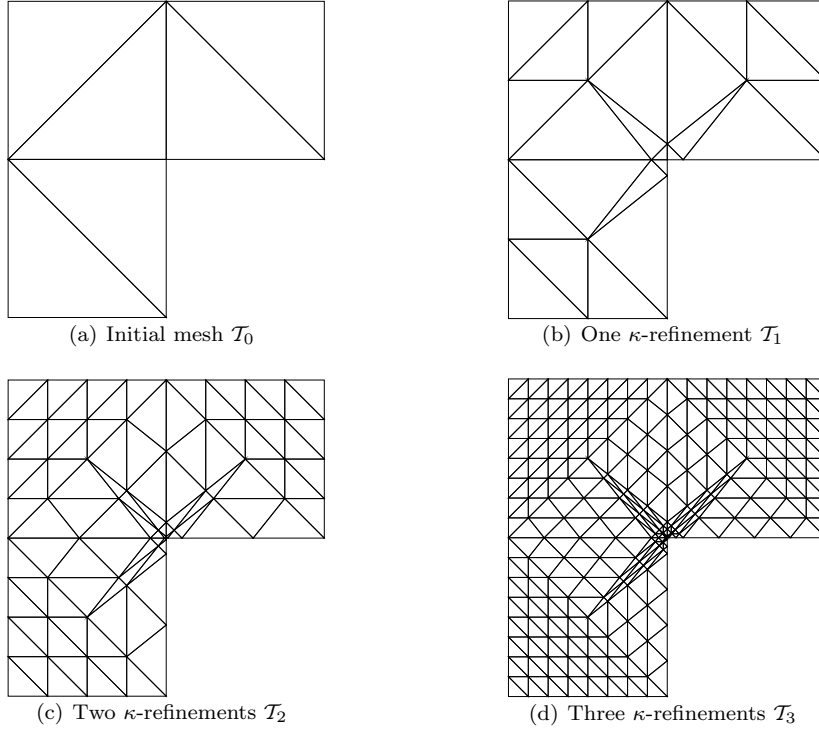 (a) Initial mesh 𝒯₀
(b) One κ-refinement 𝒯₁
(c) Two κ-refinements 𝒯₂
(d) Three κ-refinements 𝒯₃